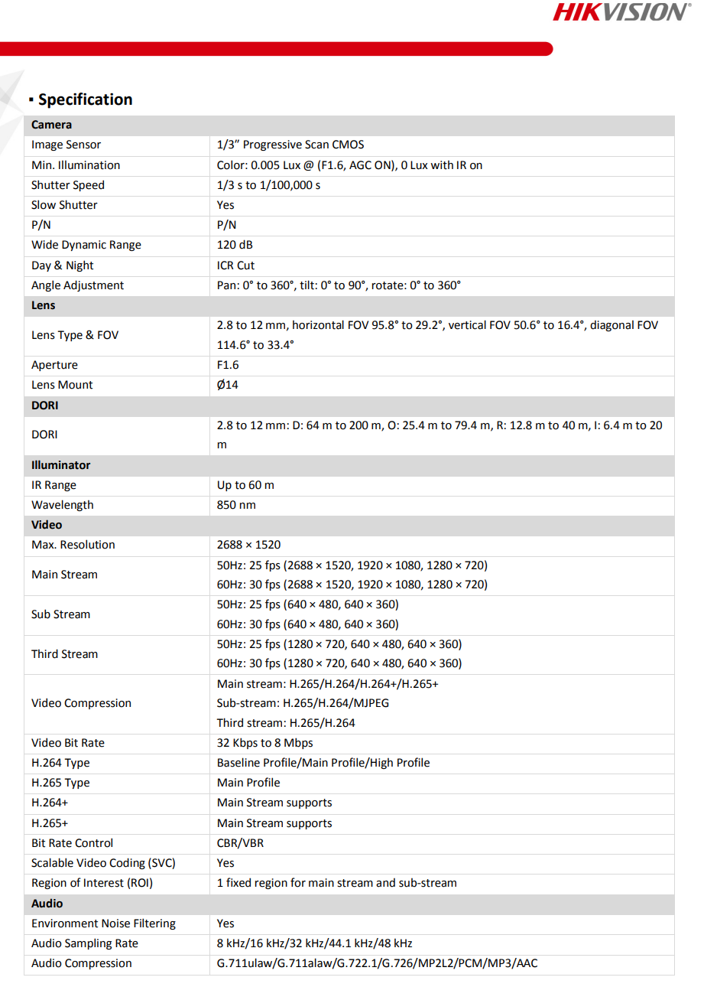 HIKVISION®
▪ Specification
Camera
Image Sensor 1/3” Progressive Scan CMOS
Min. Illumination Color: 0.005 Lux @ (F1.6, AGC ON), 0 Lux with IR on
Shutter Speed 1/3 s to 1/100,000 s
Slow Shutter Yes
P/N P/N
Wide Dynamic Range 120 dB
Day & Night ICR Cut
Angle Adjustment Pan: 0° to 360°, tilt: 0° to 90°, rotate: 0° to 360°
Lens
Lens Type & FOV 2.8 to 12 mm, horizontal FOV 95.8° to 29.2°, vertical FOV 50.6° to 16.4°, diagonal FOV
114.6° to 33.4°
Aperture F1.6
Lens Mount Ø14
DORI
DORI 2.8 to 12 mm: D: 64 m to 200 m, O: 25.4 m to 79.4 m, R: 12.8 m to 40 m, I: 6.4 m to 20
m
Illuminator
IR Range Up to 60 m
Wavelength 850 nm
Video
Max. Resolution 2688 × 1520
Main Stream 50Hz: 25 fps (2688 × 1520, 1920 × 1080, 1280 × 720)
60Hz: 30 fps (2688 × 1520, 1920 × 1080, 1280 × 720)
Sub Stream 50Hz: 25 fps (640 × 480, 640 × 360)
60Hz: 30 fps (640 × 480, 640 × 360)
Third Stream 50Hz: 25 fps (1280 × 720, 640 × 480, 640 × 360)
60Hz: 30 fps (1280 × 720, 640 × 480, 640 × 360)
Video Compression Main stream: H.265/H.264/H.264+/H.265+
Sub-stream: H.265/H.264/MJPEG
Third stream: H.265/H.264
Video Bit Rate 32 Kbps to 8 Mbps
H.264 Type Baseline Profile/Main Profile/High Profile
H.265 Type Main Profile
H.264+ Main Stream supports
H.265+ Main Stream supports
Bit Rate Control CBR/VBR
Scalable Video Coding (SVC) Yes
Region of Interest (ROI) 1 fixed region for main stream and sub-stream
Audio
Environment Noise Filtering Yes
Audio Sampling Rate 8 kHz/16 kHz/32 kHz/44.1 kHz/48 kHz
Audio Compression G.711ulaw/G.711alaw/G.722.1/G.726/MP2L2/PCM/MP3/AAC